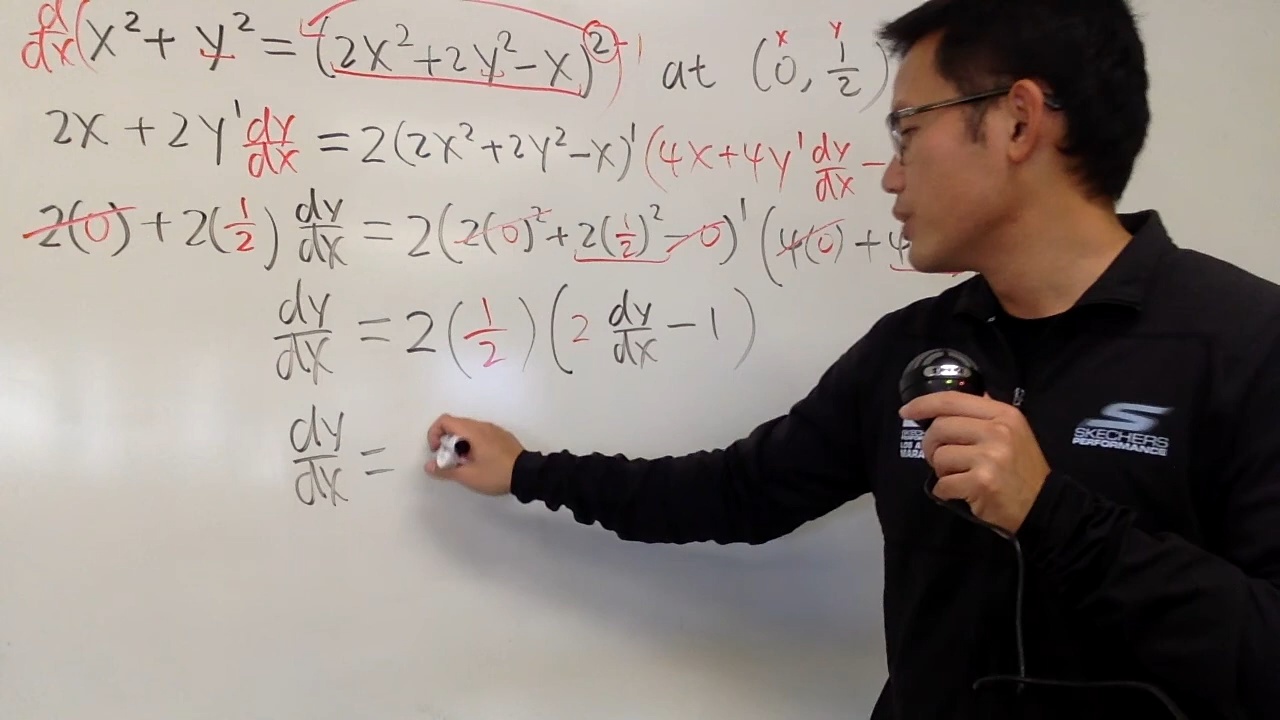 d/dx(x² + y² = (2x² + 2y² - x)²)' at (0, 1/2)
x y
2x + 2y' dy/dx = 2(2x² + 2y² - x)' (4x + 4y' dy/dx -
2(0) + 2(1/2) dy/dx = 2(2(0)² + 2(1/2)² - 0)' (4(0) + 4
dy/dx = 2(1/2)(2 dy/dx - 1)
dy/dx =
SKECHERS
PERFORMANCE